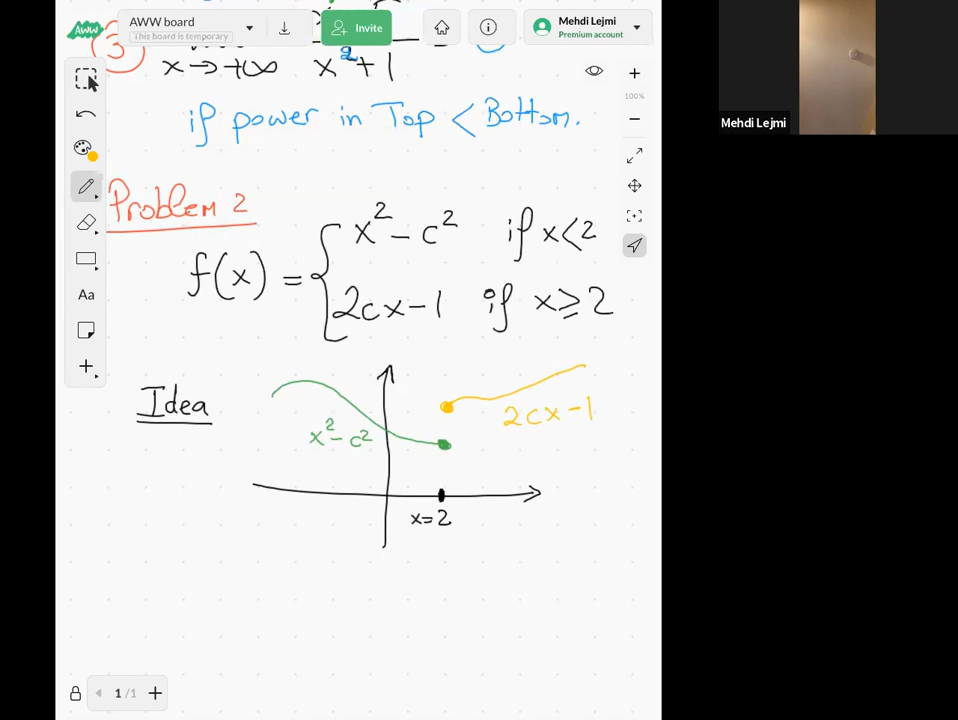 AWW board
This board is temporary
Invite
Mehdi Lejmi
Premium account
3
x → +∞ x²+1
100%
if power in Top < Bottom.
Mehdi Lejmi
Problem 2
f(x) = { x² - c² if x < 2
2cx - 1 if x ≥ 2
Aa
Idea
2cx - 1
x² - c²
x = 2
1 / 1